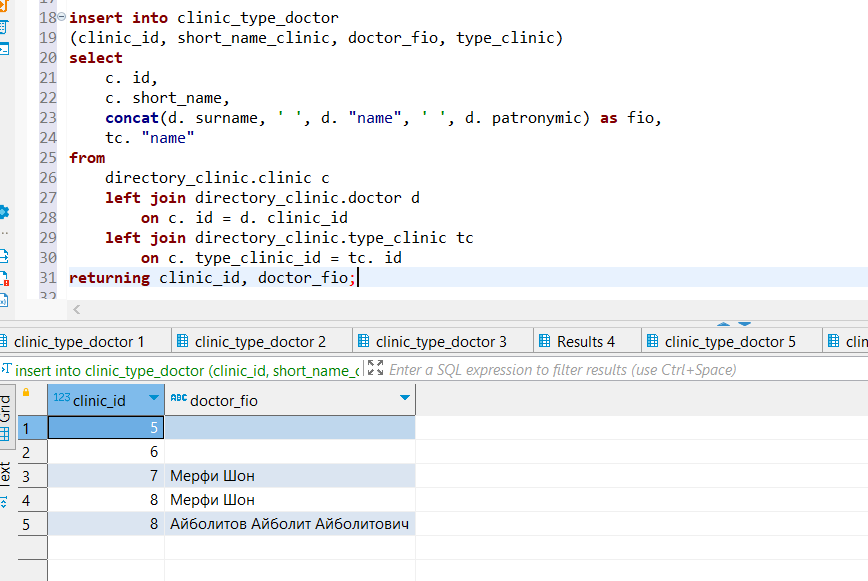 17
18 insert into clinic_type_doctor
19 (clinic_id, short_name_clinic, doctor_fio, type_clinic)
20 select
21 c. id,
22 c. short_name,
23 concat(d. surname, ' ', d. "name", ' ', d. patronymic) as fio,
24 tc. "name"
25 from
26 directory_clinic.clinic c
27 left join directory_clinic.doctor d
28 on c. id = d. clinic_id
29 left join directory_clinic.type_clinic tc
30 on c. type_clinic_id = tc. id
31 returning clinic_id, doctor_fio;
32
clinic_type_doctor 1 clinic_type_doctor 2 clinic_type_doctor 3 Results 4 clinic_type_doctor 5 clin
insert into clinic_type_doctor (clinic_id, short_name_c Enter a SQL expression to filter results (use Ctrl+Space)
Grid
Text
123 clinic_id ABC doctor_fio
1 5
2 6
3 7 Мерфи Шон
4 8 Мерфи Шон
5 8 Айболитов Айболит Айболитович